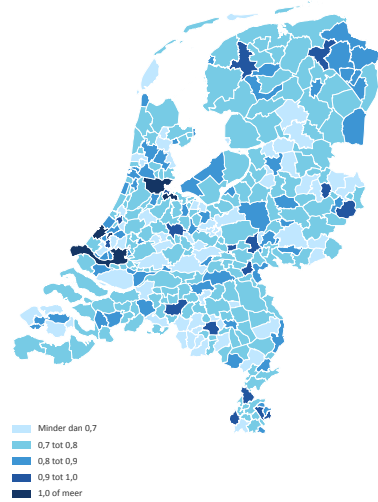 Minder dan 0,7
0,7 tot 0,8
0,8 tot 0,9
0,9 tot 1,0
1,0 of meer